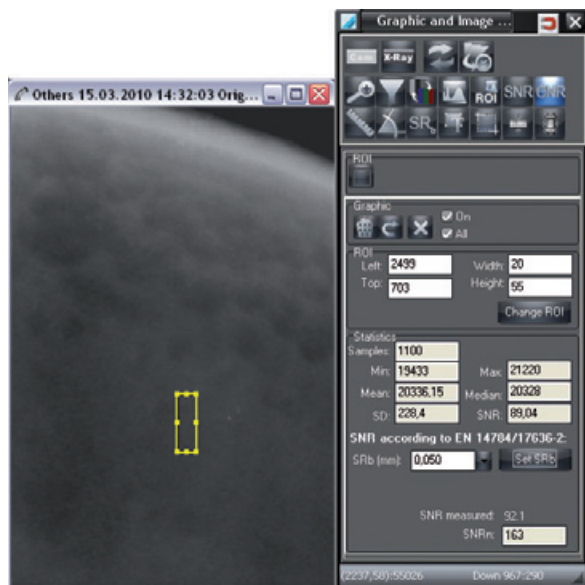 Graphic and Image ...
Cam X-Ray
ROI SNR CNR
SRb
Others 15.03.2010 14:32:03 Orig...
ROI
Graphic
On
All
ROI
Left: 2499 Width: 20
Top: 703 Height: 55
Change ROI
Statistics
Samples: 1100
Min: 19433 Max: 21220
Mean: 20336,15 Median: 20328
SD: 228,4 SNR: 89,04
SNR according to EN 14784/17636-2:
SRb (mm): 0,050 Set SRb
SNR measured: 92.1
SNRn: 163
(2237,58):55026 Down 967:290